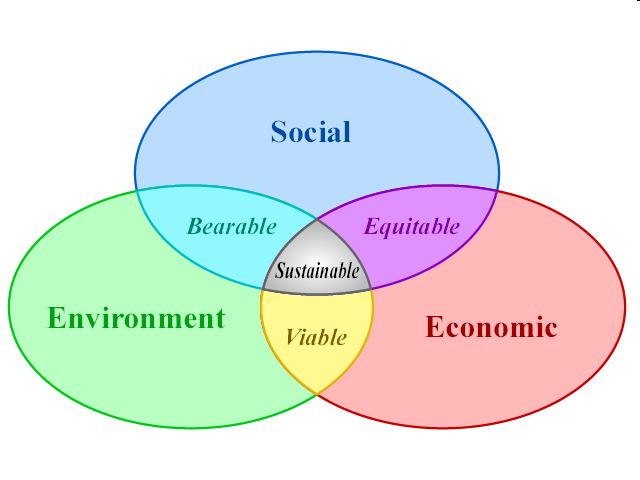 Social
Bearable
Equitable
Sustainable
Environment
Economic
Viable